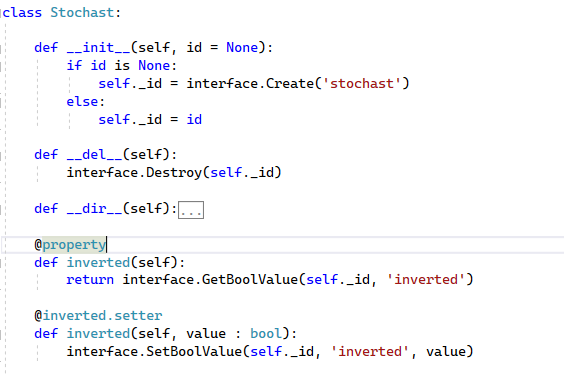 class Stochast:
def __init__(self, id = None):
if id is None:
self._id = interface.Create('stochast')
else:
self._id = id
def __del__(self):
interface.Destroy(self._id)
def __dir__(self):...
@property
def inverted(self):
return interface.GetBoolValue(self._id, 'inverted')
@inverted.setter
def inverted(self, value : bool):
interface.SetBoolValue(self._id, 'inverted', value)